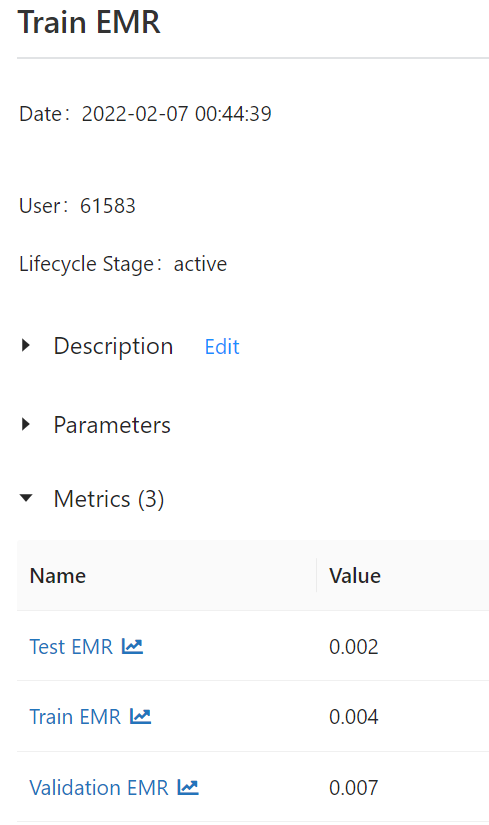 Train EMR
Date： 2022-02-07 00:44:39
User： 61583
Lifecycle Stage： active
Description Edit
Parameters
Metrics (3)
Name Value
Test EMR 0.002
Train EMR 0.004
Validation EMR 0.007